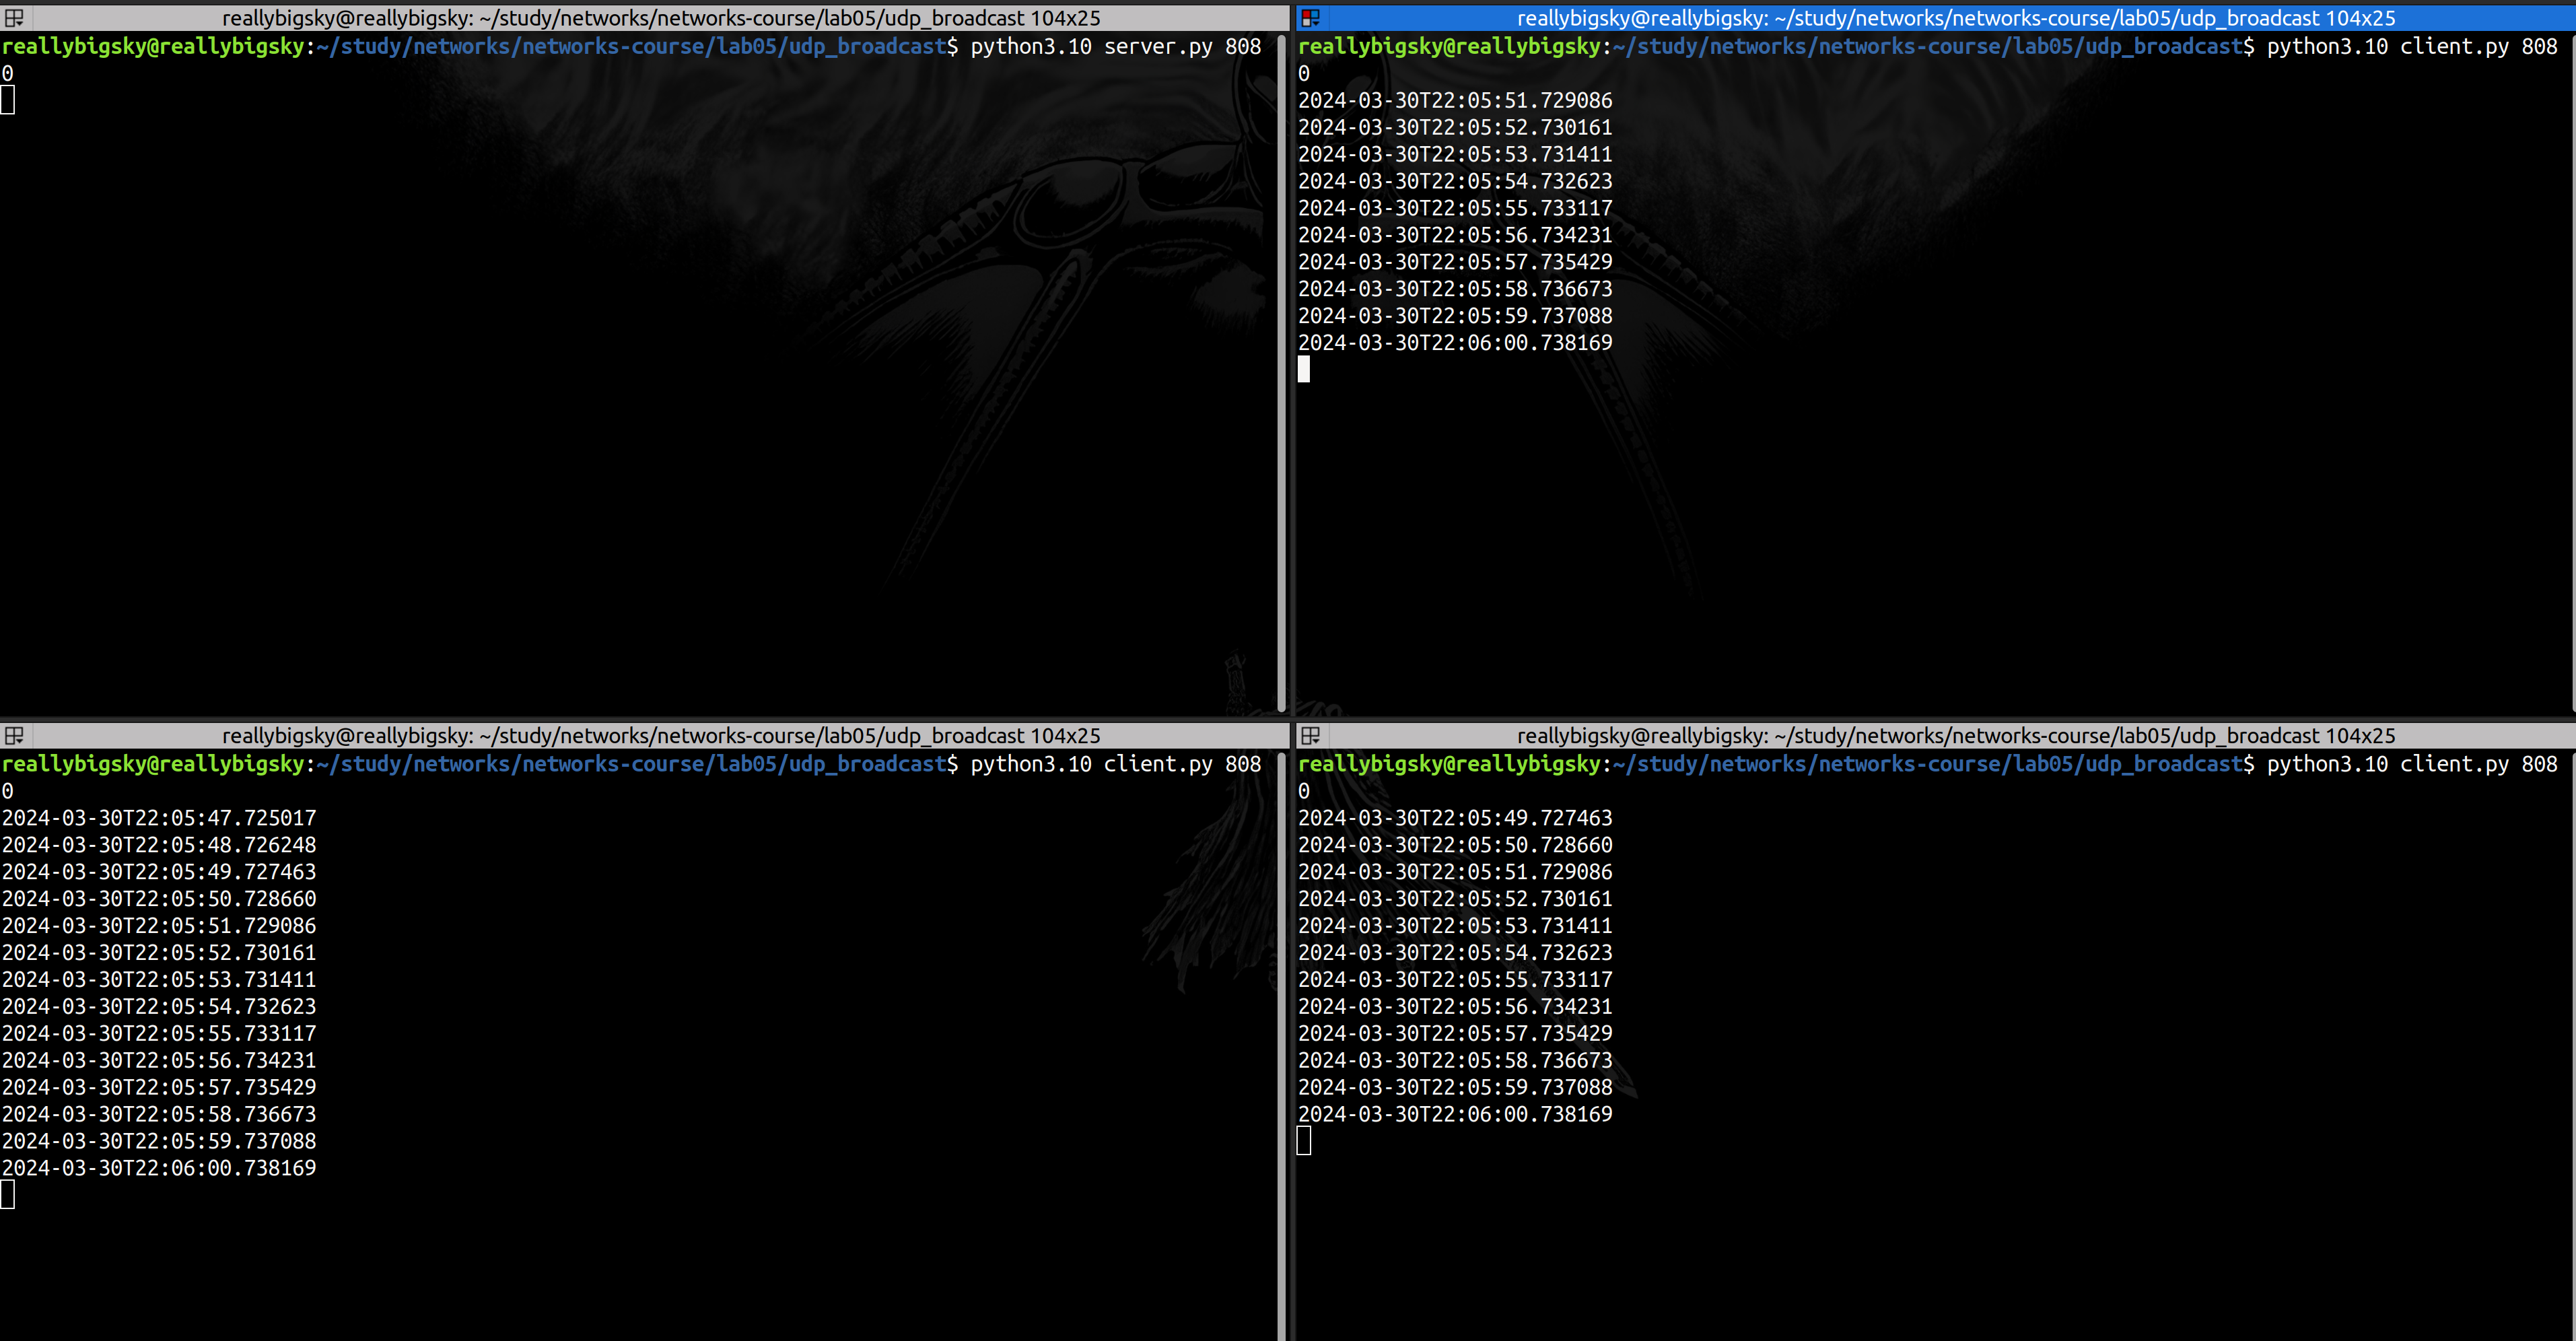 reallybigsky@reallybigsky: ~/study/networks/networks-course/lab05/udp_broadcast 104x25
reallybigsky@reallybigsky:~/study/networks/networks-course/lab05/udp_broadcast$ python3.10 server.py 808
0
reallybigsky@reallybigsky: ~/study/networks/networks-course/lab05/udp_broadcast 104x25
reallybigsky@reallybigsky:~/study/networks/networks-course/lab05/udp_broadcast$ python3.10 client.py 808
0
2024-03-30T22:05:51.729086
2024-03-30T22:05:52.730161
2024-03-30T22:05:53.731411
2024-03-30T22:05:54.732623
2024-03-30T22:05:55.733117
2024-03-30T22:05:56.734231
2024-03-30T22:05:57.735429
2024-03-30T22:05:58.736673
2024-03-30T22:05:59.737088
2024-03-30T22:06:00.738169
reallybigsky@reallybigsky: ~/study/networks/networks-course/lab05/udp_broadcast 104x25
reallybigsky@reallybigsky:~/study/networks/networks-course/lab05/udp_broadcast$ python3.10 client.py 808
0
2024-03-30T22:05:47.725017
2024-03-30T22:05:48.726248
2024-03-30T22:05:49.727463
2024-03-30T22:05:50.728660
2024-03-30T22:05:51.729086
2024-03-30T22:05:52.730161
2024-03-30T22:05:53.731411
2024-03-30T22:05:54.732623
2024-03-30T22:05:55.733117
2024-03-30T22:05:56.734231
2024-03-30T22:05:57.735429
2024-03-30T22:05:58.736673
2024-03-30T22:05:59.737088
2024-03-30T22:06:00.738169
reallybigsky@reallybigsky: ~/study/networks/networks-course/lab05/udp_broadcast 104x25
reallybigsky@reallybigsky:~/study/networks/networks-course/lab05/udp_broadcast$ python3.10 client.py 808
0
2024-03-30T22:05:49.727463
2024-03-30T22:05:50.728660
2024-03-30T22:05:51.729086
2024-03-30T22:05:52.730161
2024-03-30T22:05:53.731411
2024-03-30T22:05:54.732623
2024-03-30T22:05:55.733117
2024-03-30T22:05:56.734231
2024-03-30T22:05:57.735429
2024-03-30T22:05:58.736673
2024-03-30T22:05:59.737088
2024-03-30T22:06:00.738169